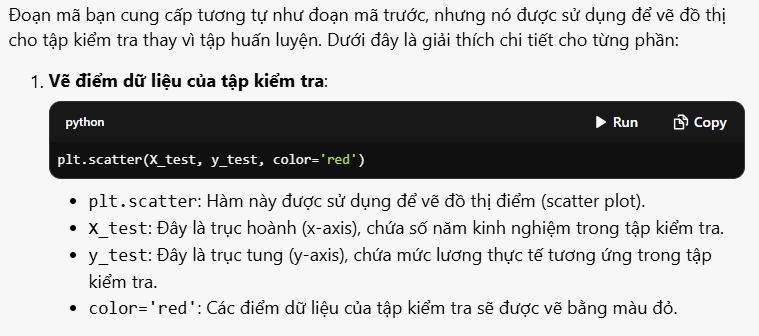 Đoạn mã bạn cung cấp tương tự như đoạn mã trước, nhưng nó được sử dụng để vẽ đồ thị
cho tập kiểm tra thay vì tập huấn luyện. Dưới đây là giải thích chi tiết cho từng phần:
1. Vẽ điểm dữ liệu của tập kiểm tra:
python Run Copy
plt.scatter(X_test, y_test, color='red')
• plt.scatter: Hàm này được sử dụng để vẽ đồ thị điểm (scatter plot).
• X_test: Đây là trục hoành (x-axis), chứa số năm kinh nghiệm trong tập kiểm tra.
• y_test: Đây là trục tung (y-axis), chứa mức lương thực tế tương ứng trong tập
kiểm tra.
• color='red': Các điểm dữ liệu của tập kiểm tra sẽ được vẽ bằng màu đỏ.